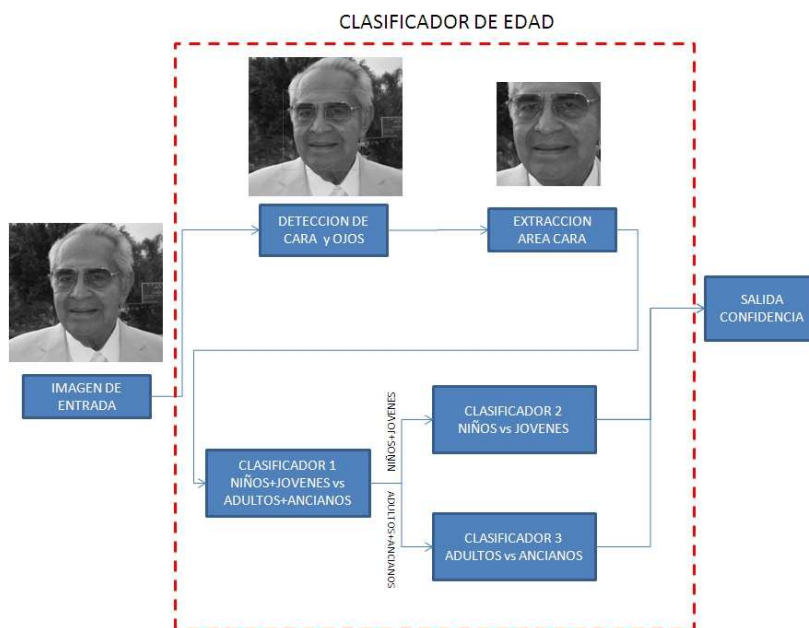 CLASIFICADOR DE EDAD
DETECCION DE
CARA y OJOS
EXTRACCION
AREA CARA
SALIDA
CONFIDENCIA
IMAGEN DE
ENTRADA
CLASIFICADOR 1
NIÑOS+JOVENES vs
ADULTOS+ANCIANOS
NIÑOS+JOVENES
ADULTOS+ANCIANOS
CLASIFICADOR 2
NIÑOS vs JOVENES
CLASIFICADOR 3
ADULTOS vs ANCIANOS